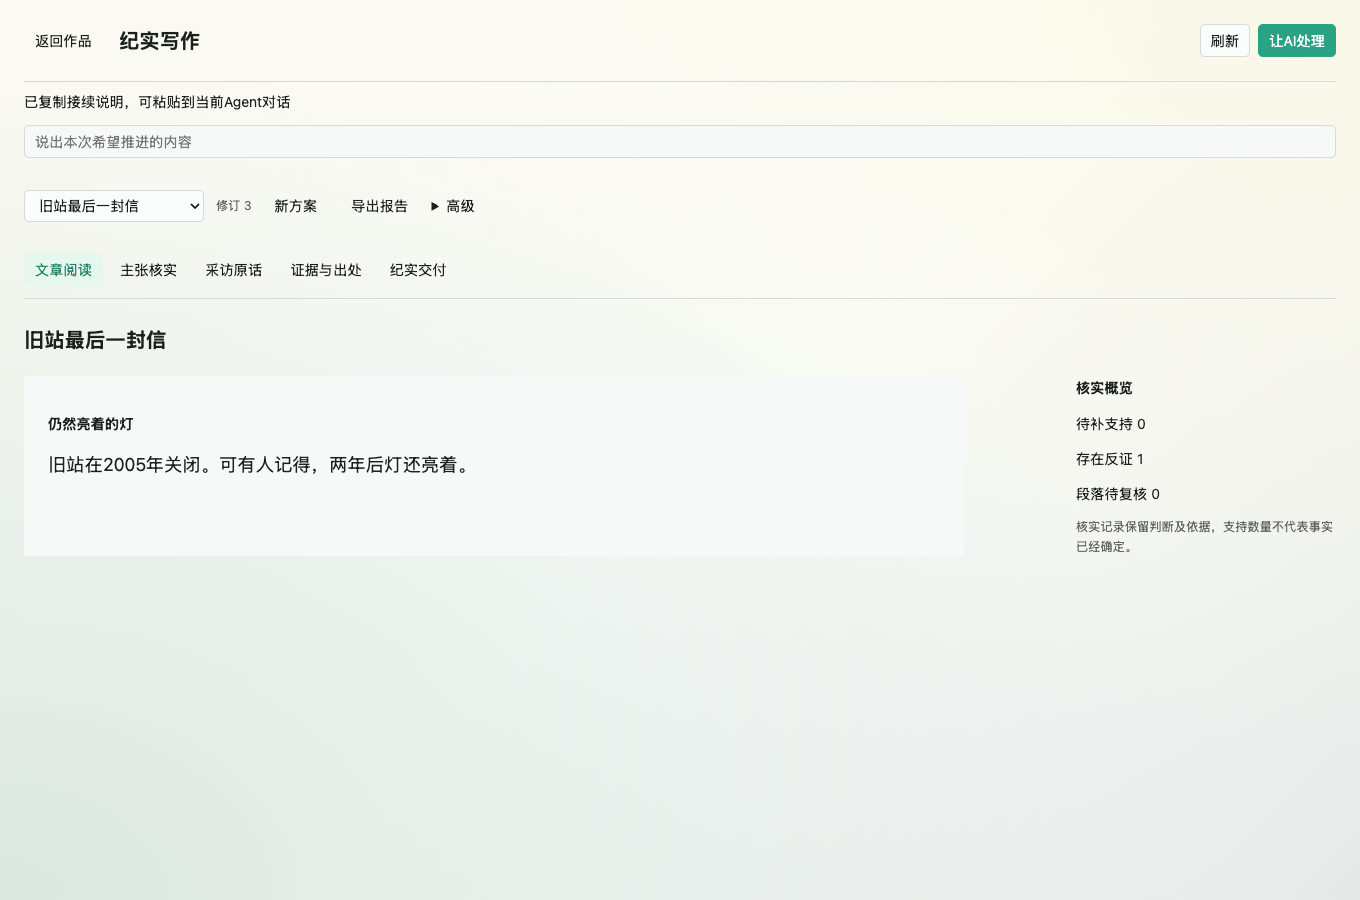 返回作品
纪实写作
刷新
让AI处理
已复制接续说明，可粘贴到当前Agent对话
说出本次希望推进的内容
旧站最后一封信
修订 3
新方案
导出报告
高级
文章阅读
主张核实
采访原话
证据与出处
纪实交付
旧站最后一封信
仍然亮着的灯
旧站在2005年关闭。可有人记得，两年后灯还亮着。
核实概览
待补支持 0
存在反证 1
段落待复核 0
核实记录保留判断及依据，支持数量不代表事实
已经确定。